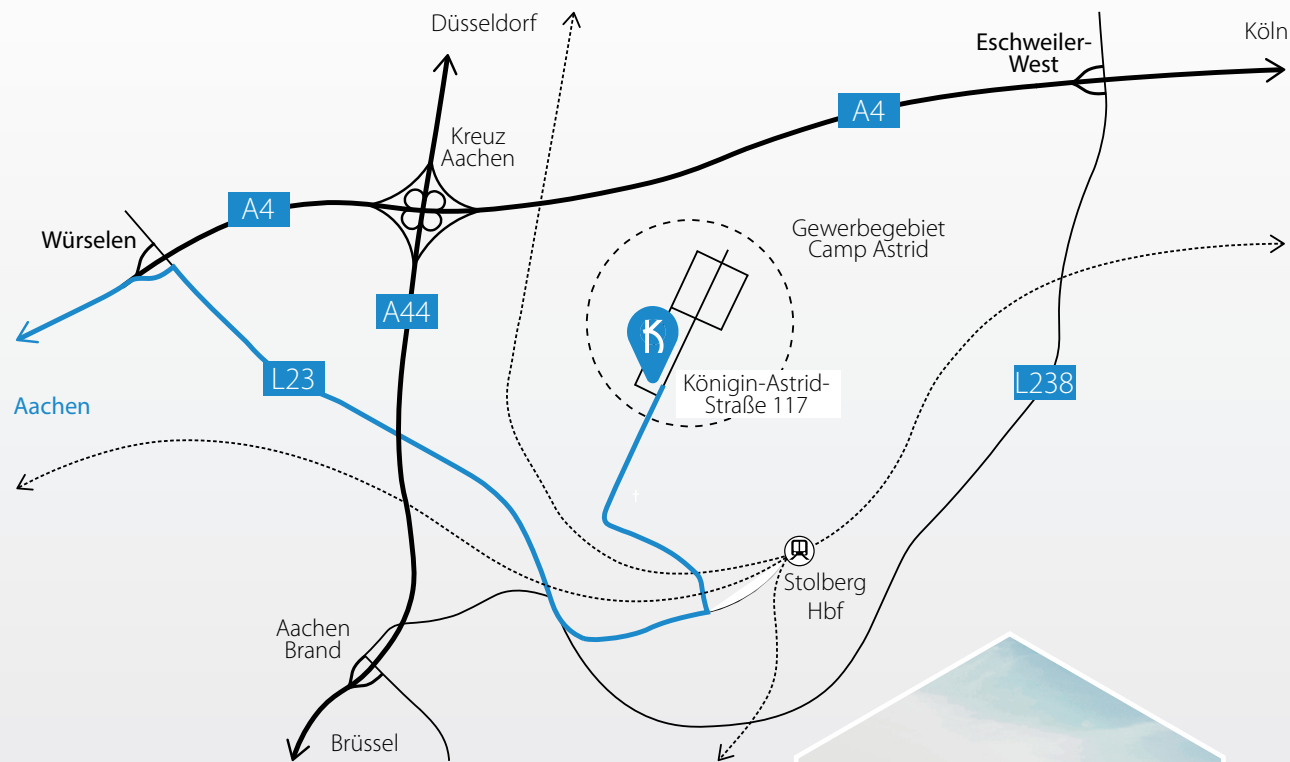 Düsseldorf
Eschweiler-
West
Köln
A4
Kreuz
Aachen
A4
Würselen
Gewerbegebiet
Camp Astrid
A44
K
L23
Königin-Astrid-
Straße 117
L238
Aachen
Stolberg
Hbf
Aachen
Brand
Brüssel